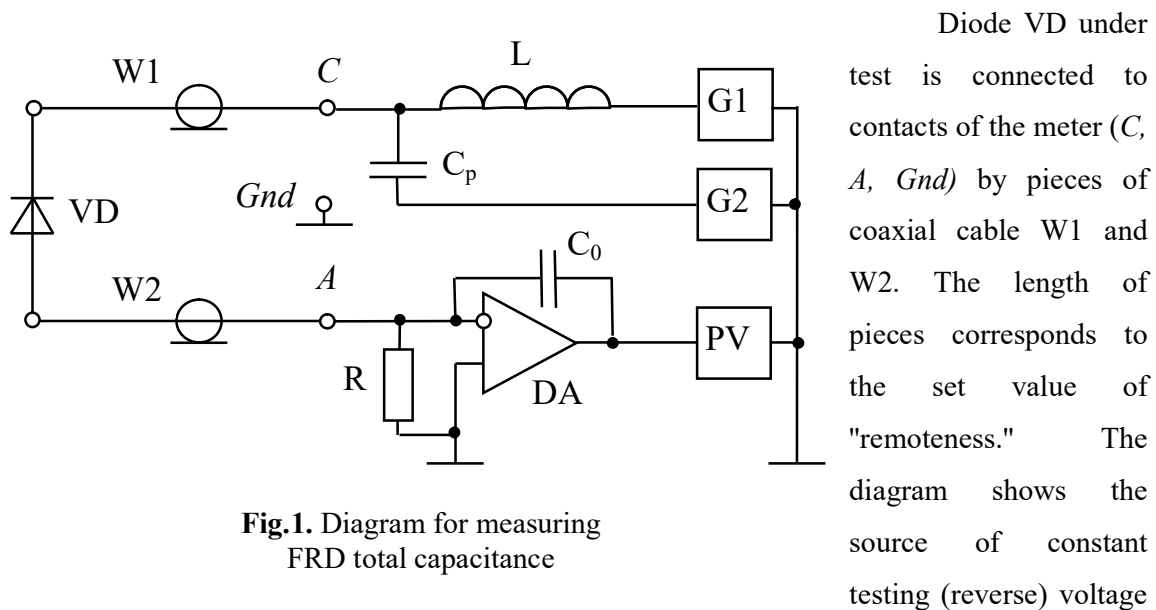 W1
C
L
G1
C₀
Cₚ
Gnd
G2
VD
W2
A
R
DA
PV
Fig.1. Diagram for measuring
FRD total capacitance
Diode VD under
test is connected to
contacts of the meter (C,
A, Gnd) by pieces of
coaxial cable W1 and
W2. The length of
pieces corresponds to
the set value of
"remoteness." The
diagram shows the
source of constant
testing (reverse) voltage